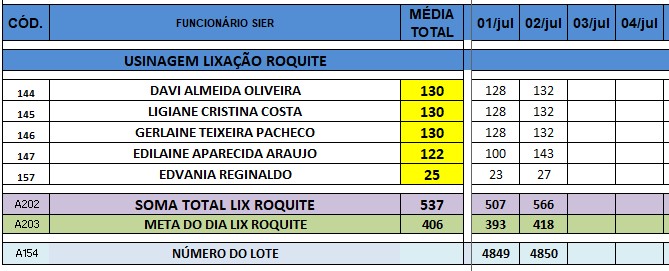 CÓD. FUNCIONÁRIO SIER MÉDIA TOTAL 01/jul 02/jul 03/jul 04/jul
USINAGEM LIXAÇÃO ROQUITE
144 DAVI ALMEIDA OLIVEIRA 130 128 132
145 LIGIANE CRISTINA COSTA 130 128 132
146 GERLAINE TEIXEIRA PACHECO 130 128 132
147 EDILAINE APARECIDA ARAUJO 122 100 143
157 EDVANIA REGINALDO 25 23 27
A202 SOMA TOTAL LIX ROQUITE 537 507 566
A203 META DO DIA LIX ROQUITE 406 393 418
A154 NÚMERO DO LOTE 4849 4850